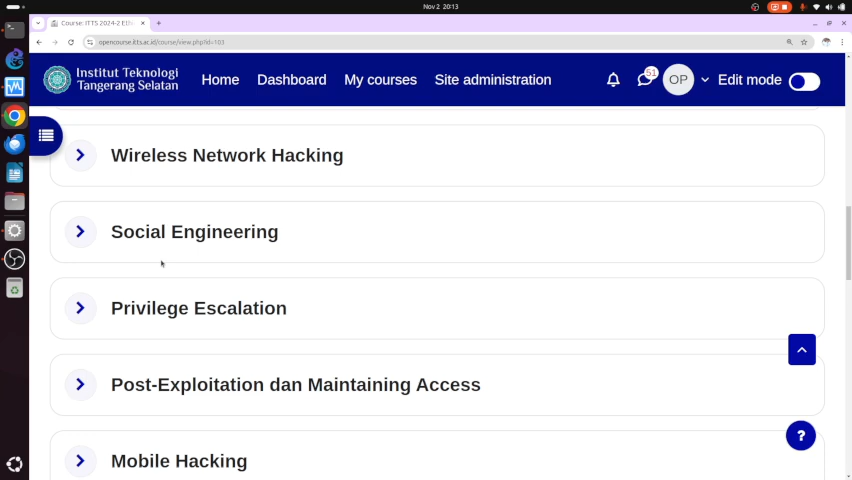 Nov 2 20:13
Course: ITTS 2024-2 Eth
opencourse.itts.ac.id/course/view.php?id=103
Institut Teknologi
Tangerang Selatan
Home
Dashboard
My courses
Site administration
51
OP
Edit mode
Wireless Network Hacking
Social Engineering
Privilege Escalation
Post-Exploitation dan Maintaining Access
?
Mobile Hacking